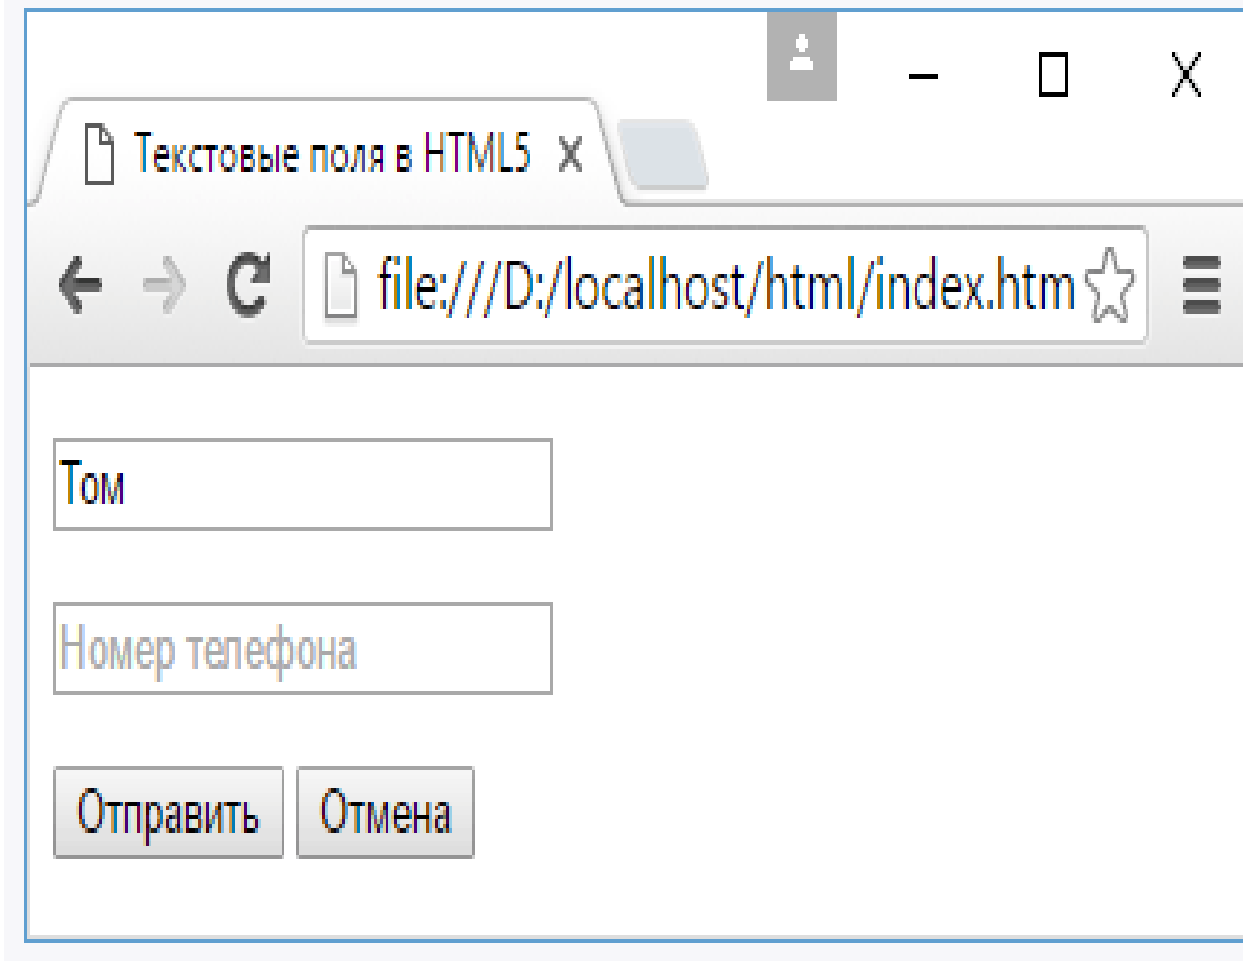 Текстовые поля в HTML5
file:///D:/localhost/html/index.htm
Том
Номер телефона
Отправить Отмена